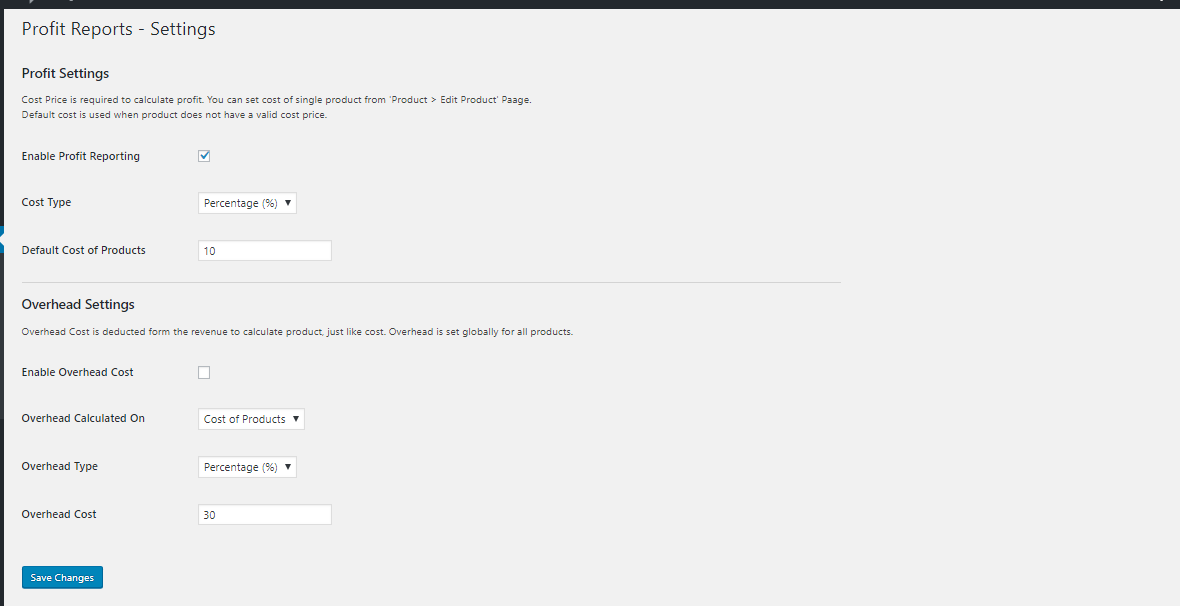 Profit Reports - Settings
Profit Settings
Cost Price is required to calculate profit. You can set cost of single product from 'Product > Edit Product' Paage.
Default cost is used when product does not have a valid cost price.
Enable Profit Reporting
Cost Type Percentage (%)
Default Cost of Products 10
Overhead Settings
Overhead Cost is deducted form the revenue to calculate product, just like cost. Overhead is set globally for all products.
Enable Overhead Cost
Overhead Calculated On Cost of Products
Overhead Type Percentage (%)
Overhead Cost 30
Save Changes